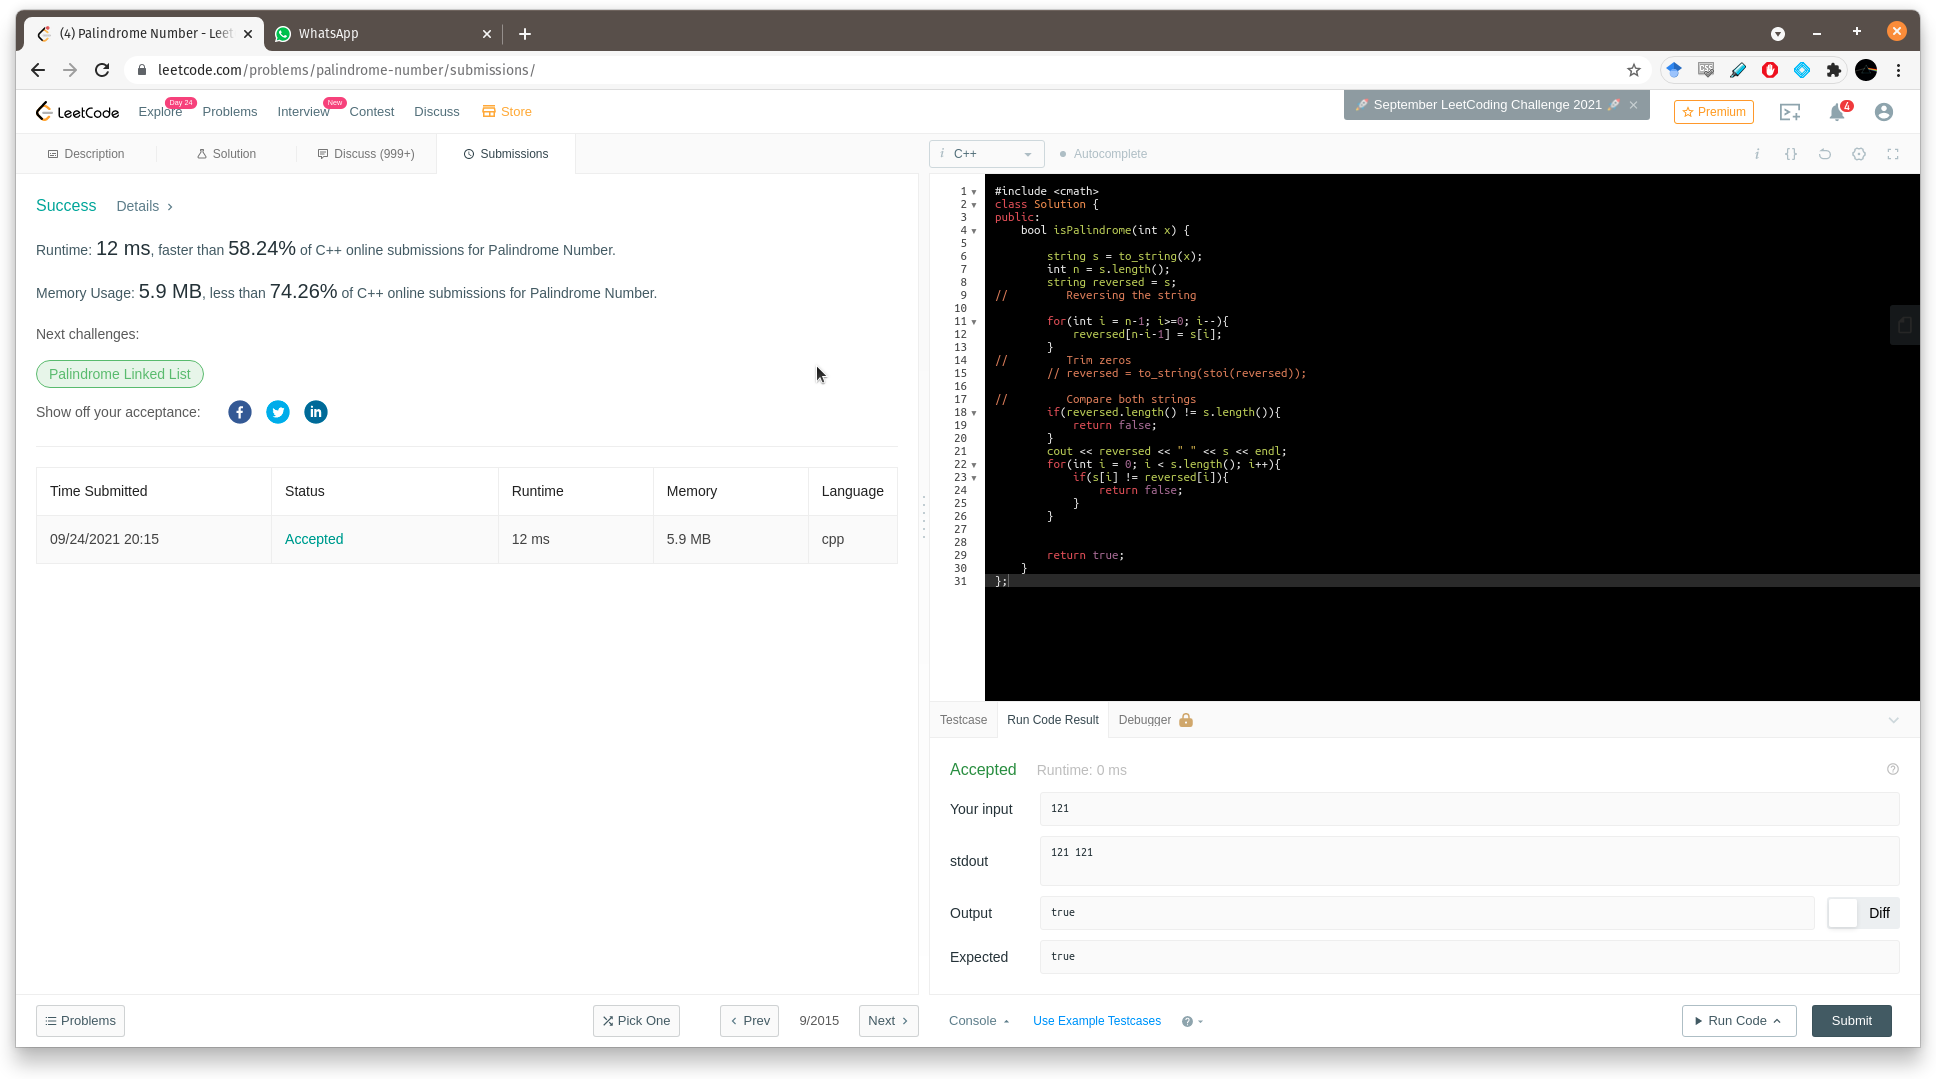 (4) Palindrome Number - Leet
WhatsApp
leetcode.com/problems/palindrome-number/submissions/
LeetCode
Explore
Day 24
Problems
Interview
New
Contest
Discuss
Store
🚀 September LeetCoding Challenge 2021 🚀
Premium
4
Description
Solution
Discuss (999+)
Submissions
i
C++
Autocomplete
i
{}
Success
Details
Runtime: 12 ms, faster than 58.24% of C++ online submissions for Palindrome Number.
Memory Usage: 5.9 MB, less than 74.26% of C++ online submissions for Palindrome Number.
Next challenges:
Palindrome Linked List
Show off your acceptance:
Time Submitted
Status
Runtime
Memory
Language
09/24/2021 20:15
Accepted
12 ms
5.9 MB
cpp
1 #include <cmath>
2 class Solution {
3 public:
4     bool isPalindrome(int x) {
5
6         string s = to_string(x);
7         int n = s.length();
8         string reversed = s;
9 //         Reversing the string
10
11         for(int i = n-1; i>=0; i--){
12             reversed[n-i-1] = s[i];
13         }
14 //         Trim zeros
15         // reversed = to_string(stoi(reversed));
16
17 //         Compare both strings
18         if(reversed.length() != s.length()){
19             return false;
20         }
21         cout << reversed << " " << s << endl;
22         for(int i = 0; i < s.length(); i++){
23             if(s[i] != reversed[i]){
24                 return false;
25             }
26         }
27
28
29         return true;
30     }
31 };
Testcase
Run Code Result
Debugger
Accepted
Runtime: 0 ms
Your input
121
stdout
121 121
Output
true
Diff
Expected
true
Problems
Pick One
Prev
9/2015
Next
Console
Use Example Testcases
Run Code
Submit